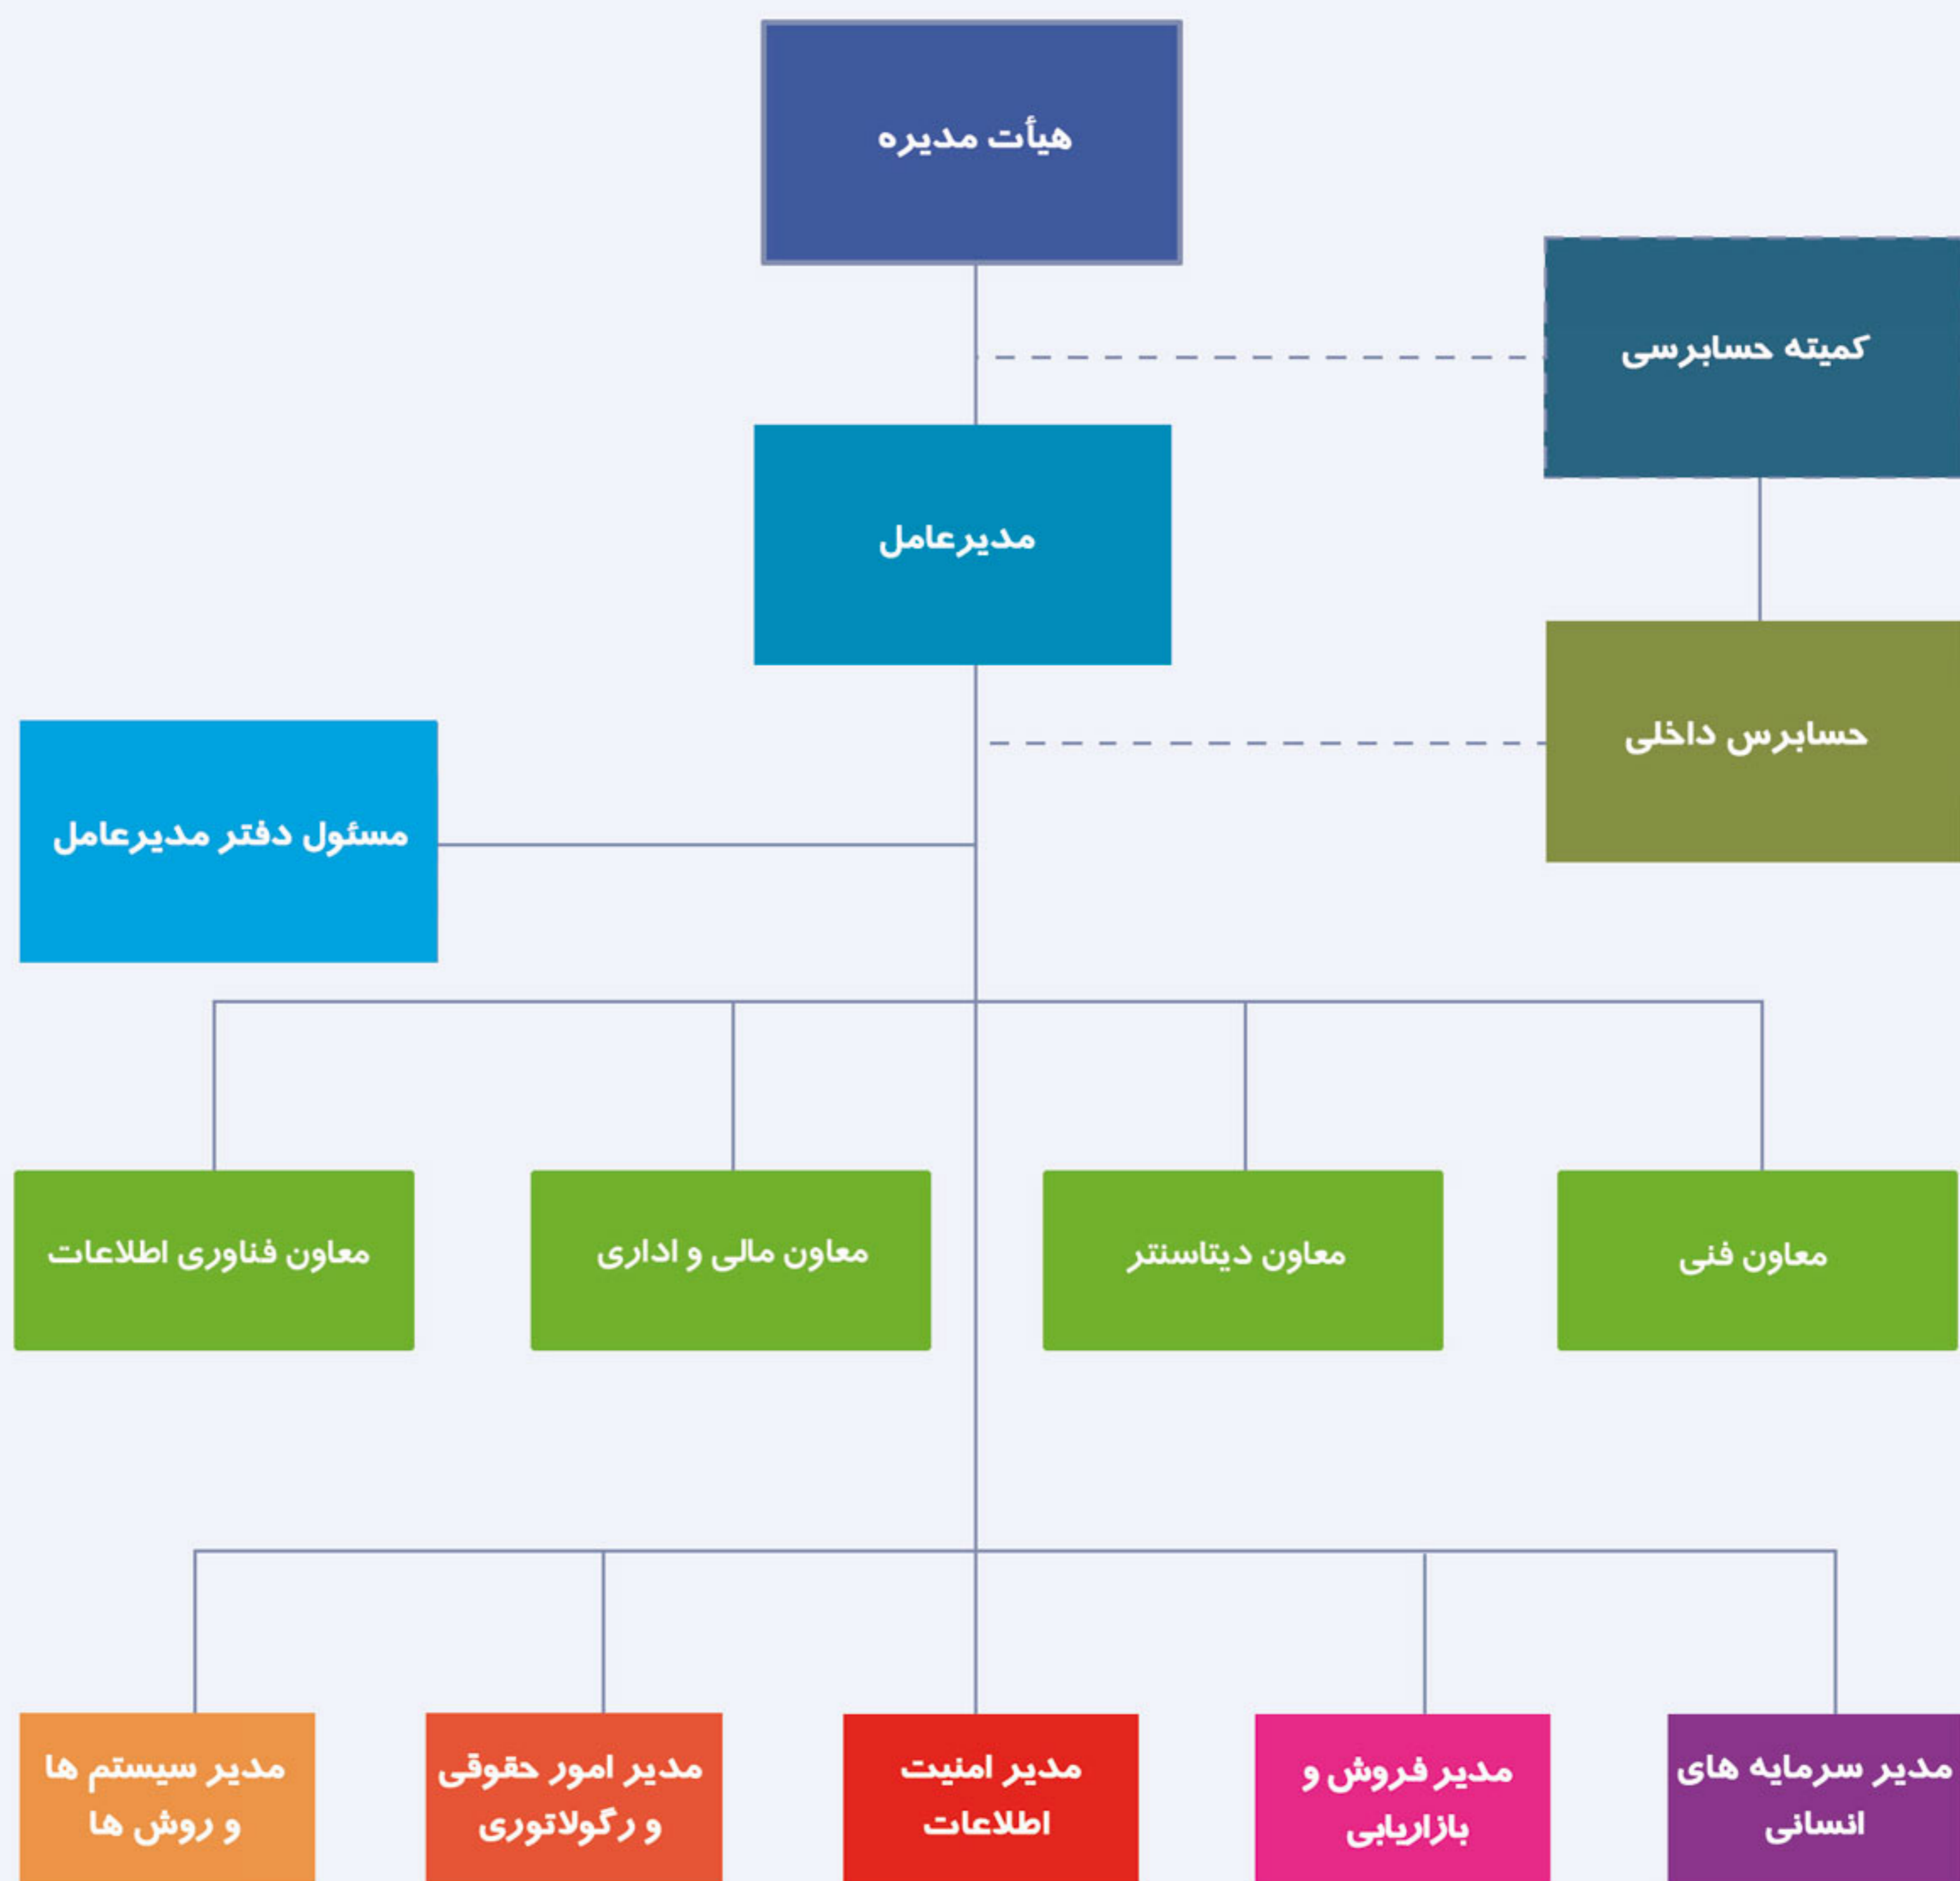 هیأت مدیره
کمیته حسابرسی
مدیرعامل
حسابرس داخلی
مسئول دفتر مدیرعامل
معاون فنی
معاون دیتاسنتر
معاون مالی و اداری
معاون فناوری اطلاعات
مدیر سرمایه های
انسانی
مدیر فروش و
بازاریابی
مدیر امنیت
اطلاعات
مدیر امور حقوقی
و رگولاتوری
مدیر سیستم ها
و روش ها